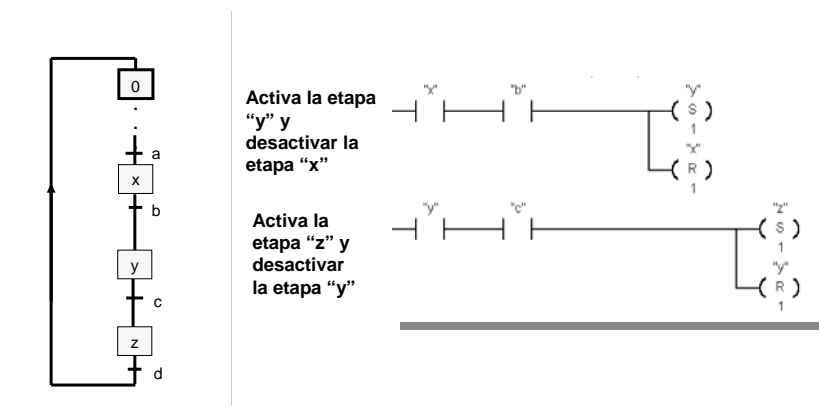 0
a
x
b
y
c
z
d
Activa la etapa
“y” y
desactivar la
etapa “x”
"x" "b" "y"
S
1
"x"
R
1
Activa la
etapa “z” y
desactivar
la etapa “y”
"y" "c" "z"
S
1
"y"
R
1